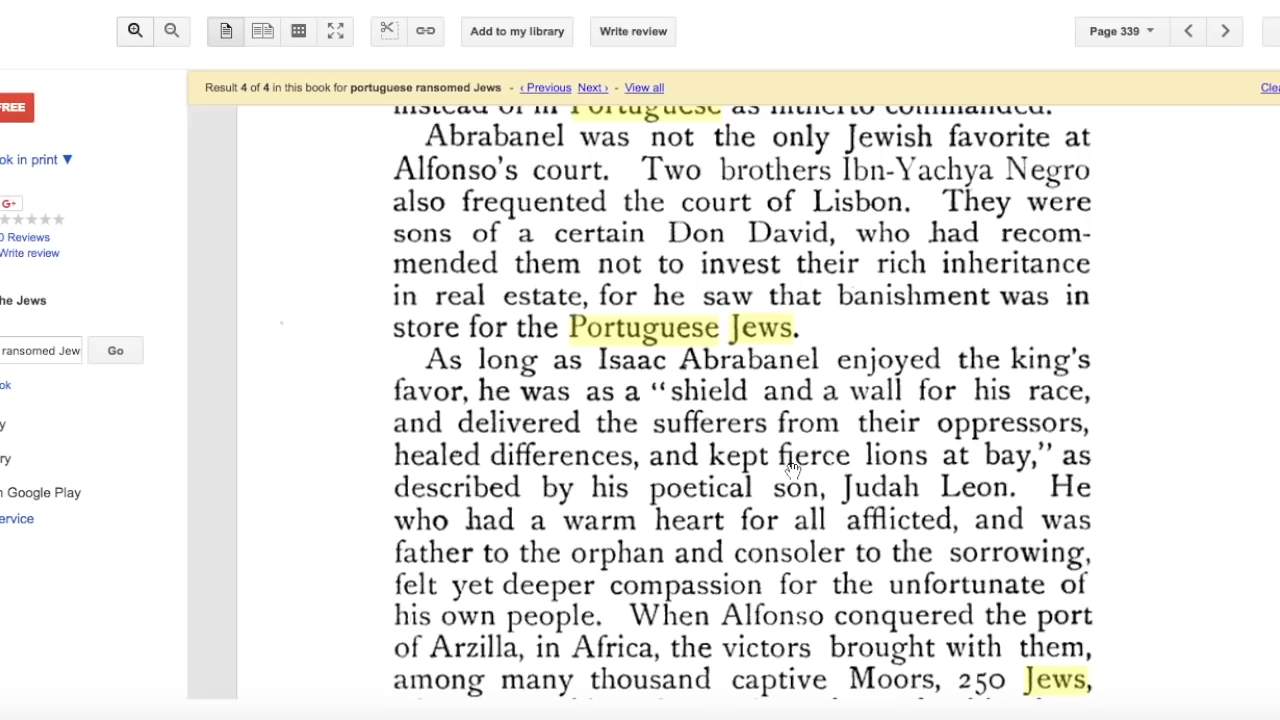 Add to my library
Write review
Page 339
FREE
Result 4 of 4 in this book for portuguese ransomed Jews - ‹ Previous Next › - View all
Clea
ok in print ▼
G+
0 Reviews
Write review
he Jews
ransomed Jew
Go
ok
y
ry
n Google Play
ervice
instead of in Portuguese as hitherto commanded.
Abrabanel was not the only Jewish favorite at
Alfonso's court. Two brothers Ibn-Yachya Negro
also frequented the court of Lisbon. They were
sons of a certain Don David, who had recom-
mended them not to invest their rich inheritance
in real estate, for he saw that banishment was in
store for the Portuguese Jews.
As long as Isaac Abrabanel enjoyed the king's
favor, he was as a “shield and a wall for his race,
and delivered the sufferers from their oppressors,
healed differences, and kept fierce lions at bay,” as
described by his poetical son, Judah Leon. He
who had a warm heart for all afflicted, and was
father to the orphan and consoler to the sorrowing,
felt yet deeper compassion for the unfortunate of
his own people. When Alfonso conquered the port
of Arzilla, in Africa, the victors brought with them,
among many thousand captive Moors, 250 Jews,